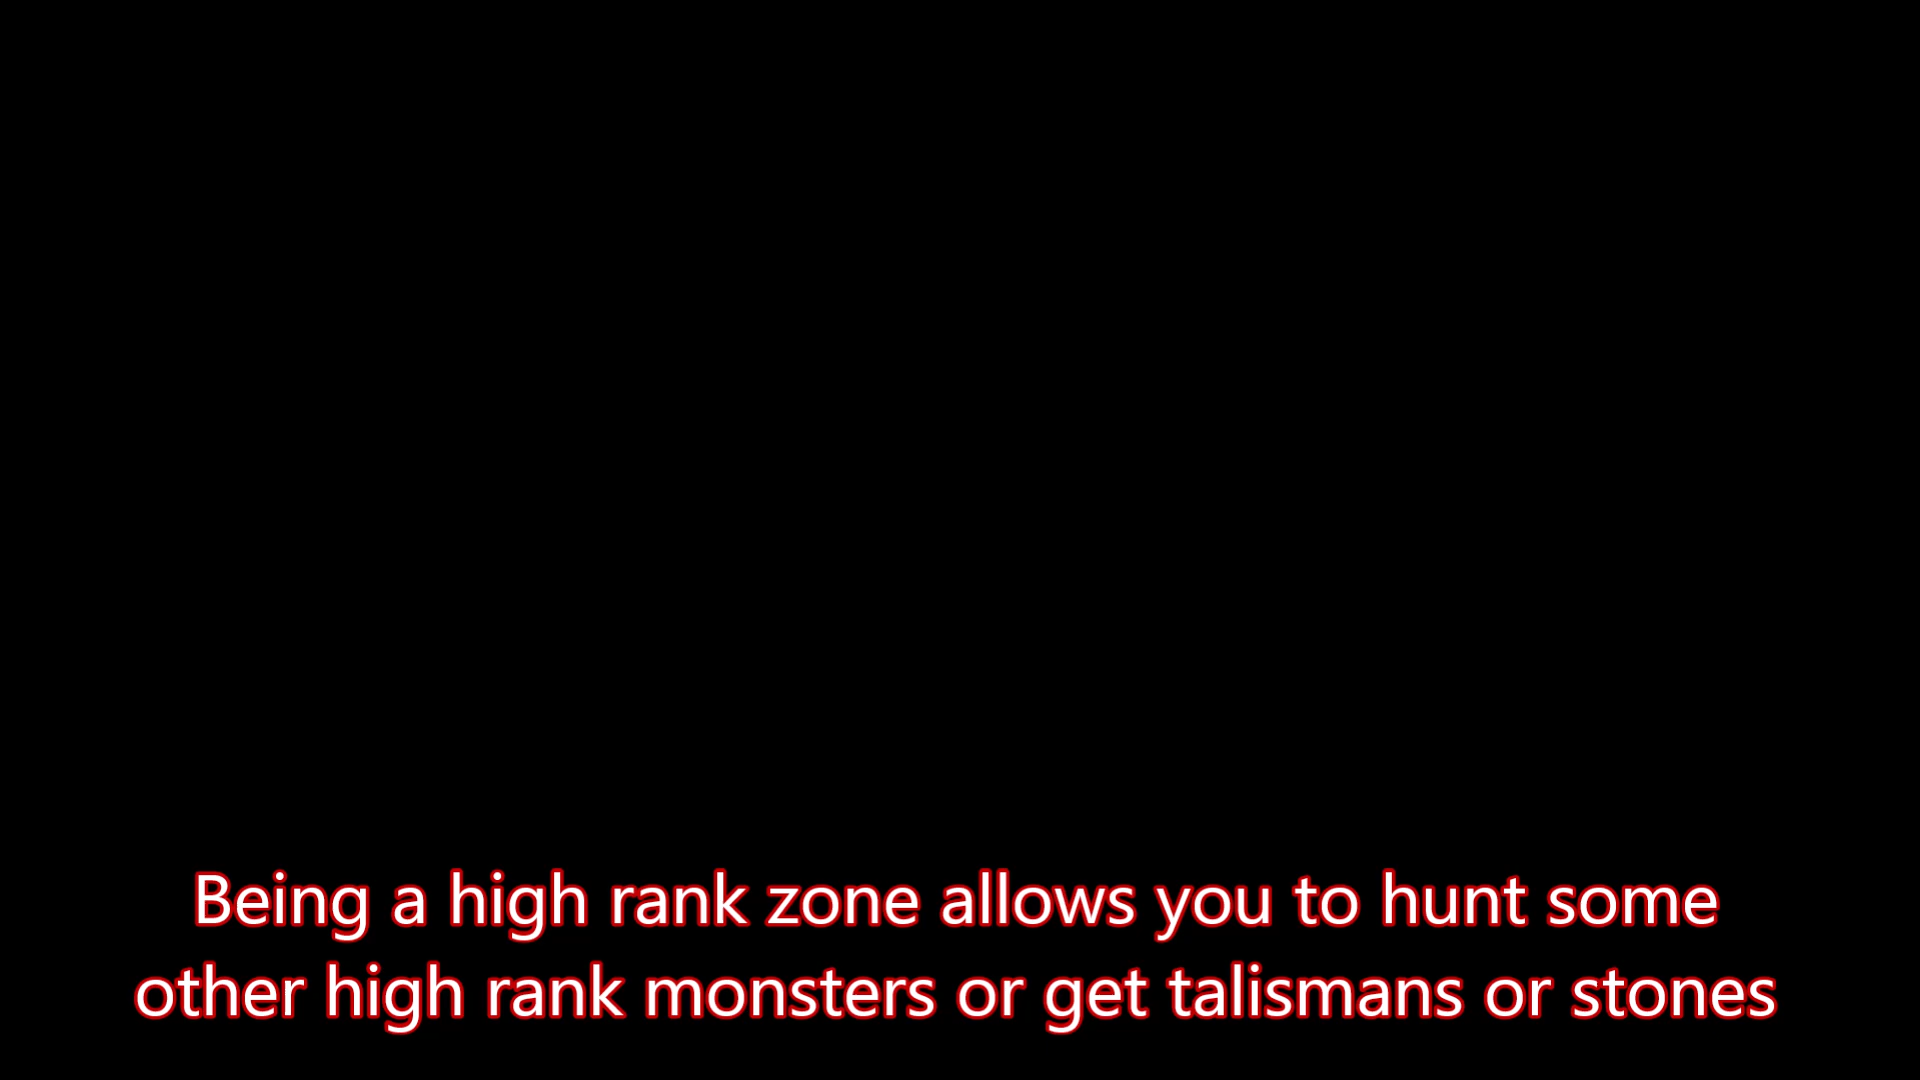 Being a high rank zone allows you to hunt some
other high rank monsters or get talismans or stones